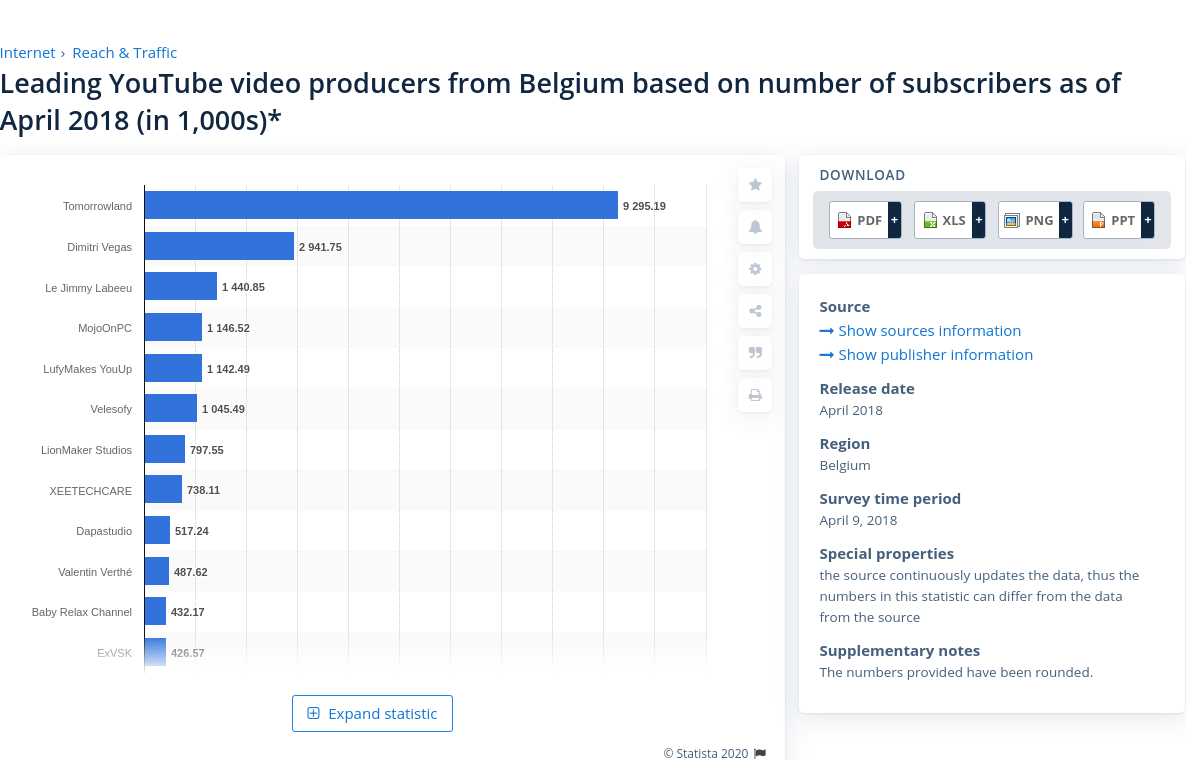 Internet › Reach & Traffic
Leading YouTube video producers from Belgium based on number of subscribers as of
April 2018 (in 1,000s)*
Tomorrowland 9 295.19
Dimitri Vegas 2 941.75
Le Jimmy Labeeu 1 440.85
MojoOnPC 1 146.52
LufyMakes YouUp 1 142.49
Velesofy 1 045.49
LionMaker Studios 797.55
XEETECHCARE 738.11
Dapastudio 517.24
Valentin Verthé 487.62
Baby Relax Channel 432.17
ExVSK 426.57
Expand statistic
© Statista 2020
DOWNLOAD
PDF + XLS + PNG + PPT +
Source
Show sources information
Show publisher information
Release date
April 2018
Region
Belgium
Survey time period
April 9, 2018
Special properties
the source continuously updates the data, thus the
numbers in this statistic can differ from the data
from the source
Supplementary notes
The numbers provided have been rounded.